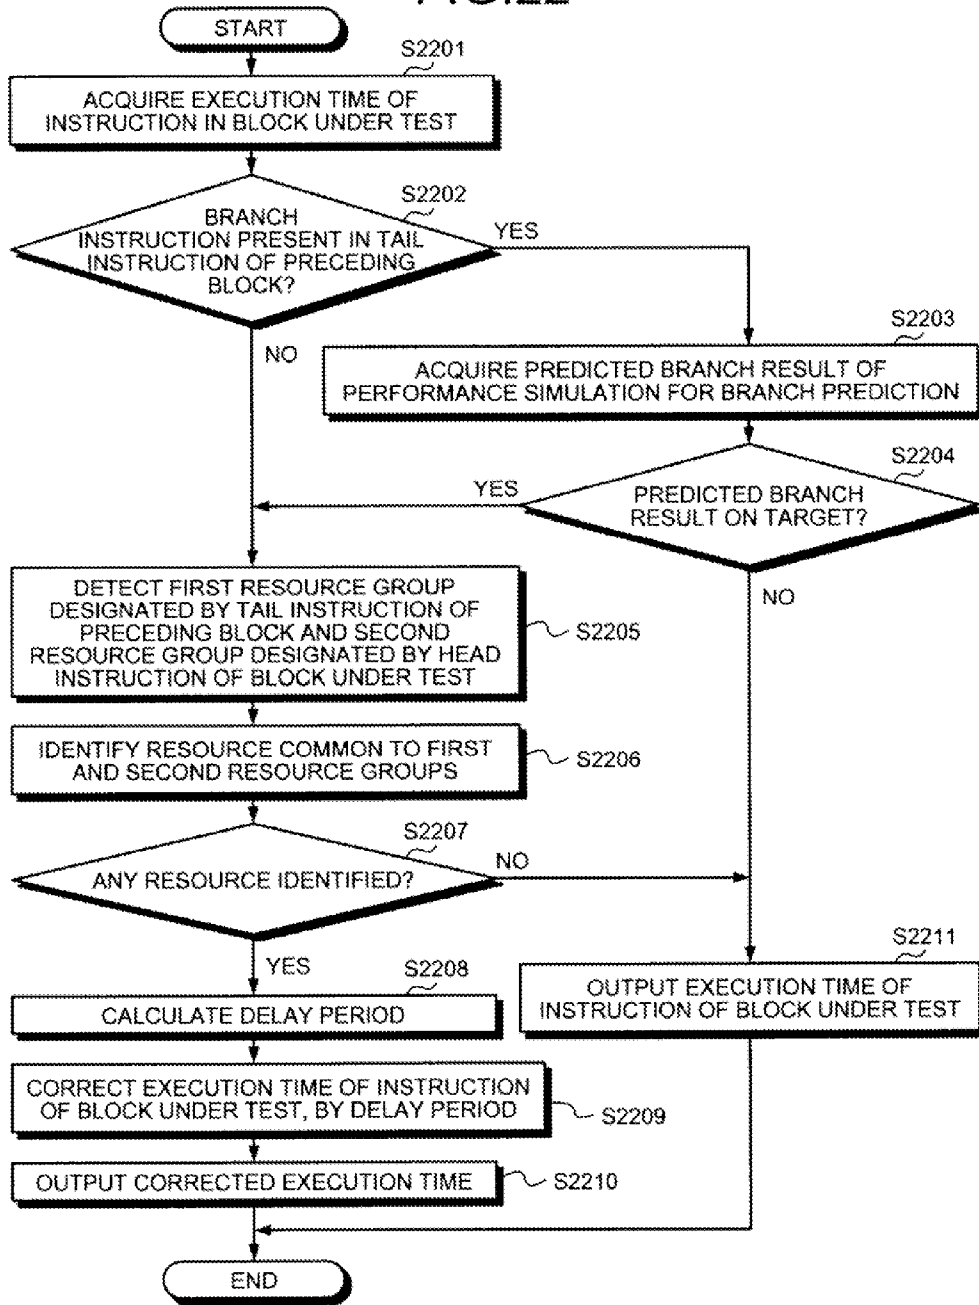 FIG.22
START
S2201
ACQUIRE EXECUTION TIME OF
INSTRUCTION IN BLOCK UNDER TEST
S2202
BRANCH
INSTRUCTION PRESENT IN TAIL
INSTRUCTION OF PRECEDING
BLOCK?
YES
NO
S2203
ACQUIRE PREDICTED BRANCH RESULT OF
PERFORMANCE SIMULATION FOR BRANCH PREDICTION
S2204
PREDICTED BRANCH
RESULT ON TARGET?
YES
NO
DETECT FIRST RESOURCE GROUP
DESIGNATED BY TAIL INSTRUCTION OF
PRECEDING BLOCK AND SECOND
RESOURCE GROUP DESIGNATED BY HEAD
INSTRUCTION OF BLOCK UNDER TEST
S2205
IDENTIFY RESOURCE COMMON TO FIRST
AND SECOND RESOURCE GROUPS
S2206
S2207
ANY RESOURCE IDENTIFIED?
NO
YES
S2208
CALCULATE DELAY PERIOD
S2211
OUTPUT EXECUTION TIME OF
INSTRUCTION OF BLOCK UNDER TEST
CORRECT EXECUTION TIME OF INSTRUCTION
OF BLOCK UNDER TEST, BY DELAY PERIOD
S2209
OUTPUT CORRECTED EXECUTION TIME
S2210
END